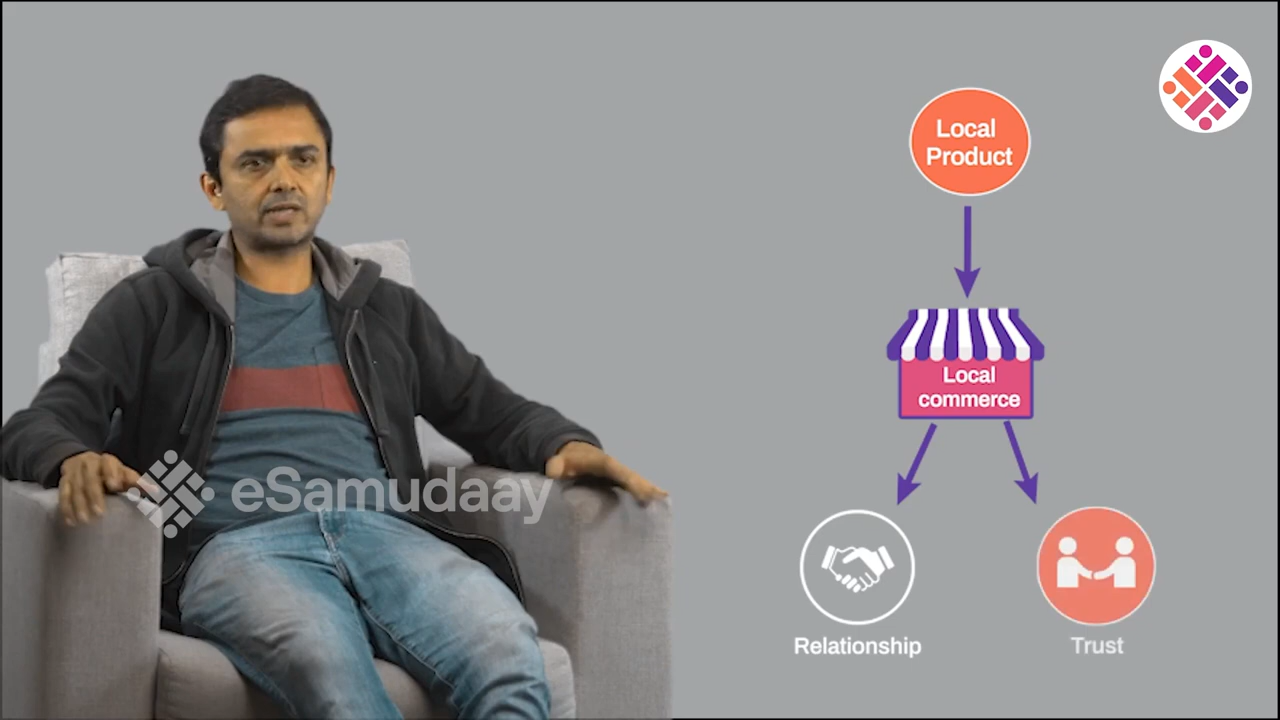 Local
Product
Local
commerce
eSamudaay
Relationship
Trust